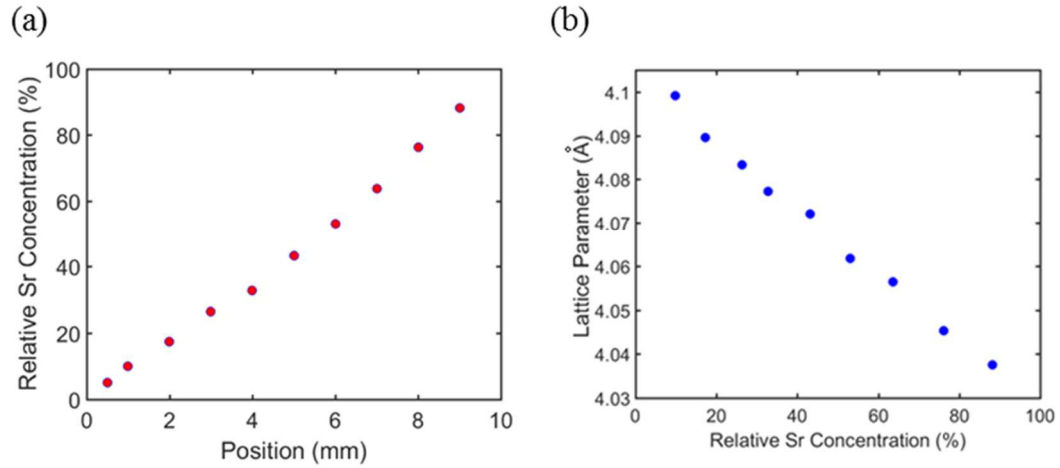 (a)
(b)
Relative Sr Concentration (%)
100
80
60
40
20
0
0 2 4 6 8 10
Position (mm)
Lattice Parameter (Å)
4.1
4.09
4.08
4.07
4.06
4.05
4.04
4.03
0 20 40 60 80 100
Relative Sr Concentration (%)